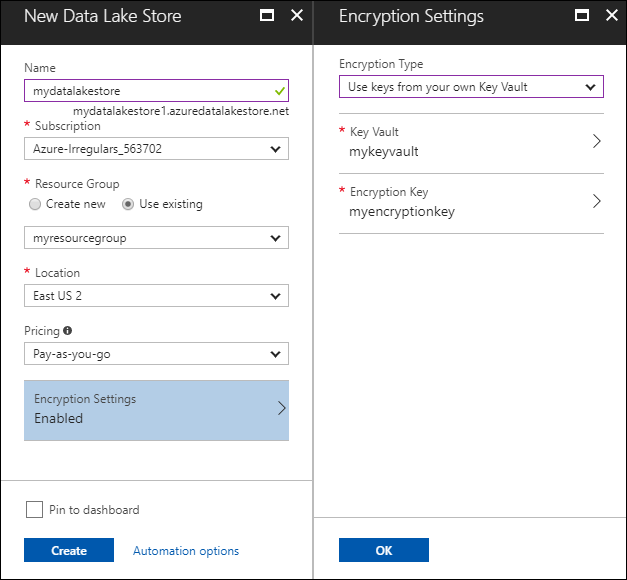 New Data Lake Store
Name
mydatalakestore
mydatalakestore1.azuredatalakestore.net
* Subscription
Azure-Irregulars_563702
* Resource Group
Create new
Use existing
myresourcegroup
* Location
East US 2
Pricing
Pay-as-you-go
Encryption Settings
Enabled
Pin to dashboard
Create
Automation options
Encryption Settings
Encryption Type
Use keys from your own Key Vault
* Key Vault
mykeyvault
* Encryption Key
myencryptionkey
OK